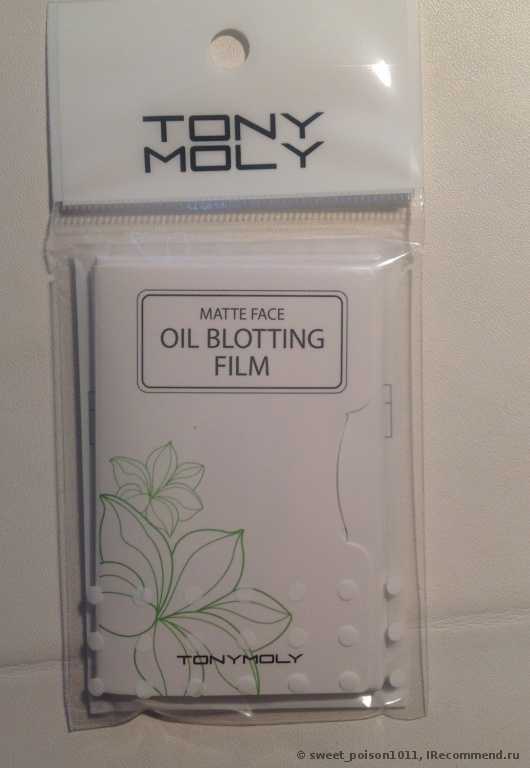 TONY
MOLY
MATTE FACE
OIL BLOTTING
FILM
TONYMOLY
© sweet_poison1011, IRecommend.ru